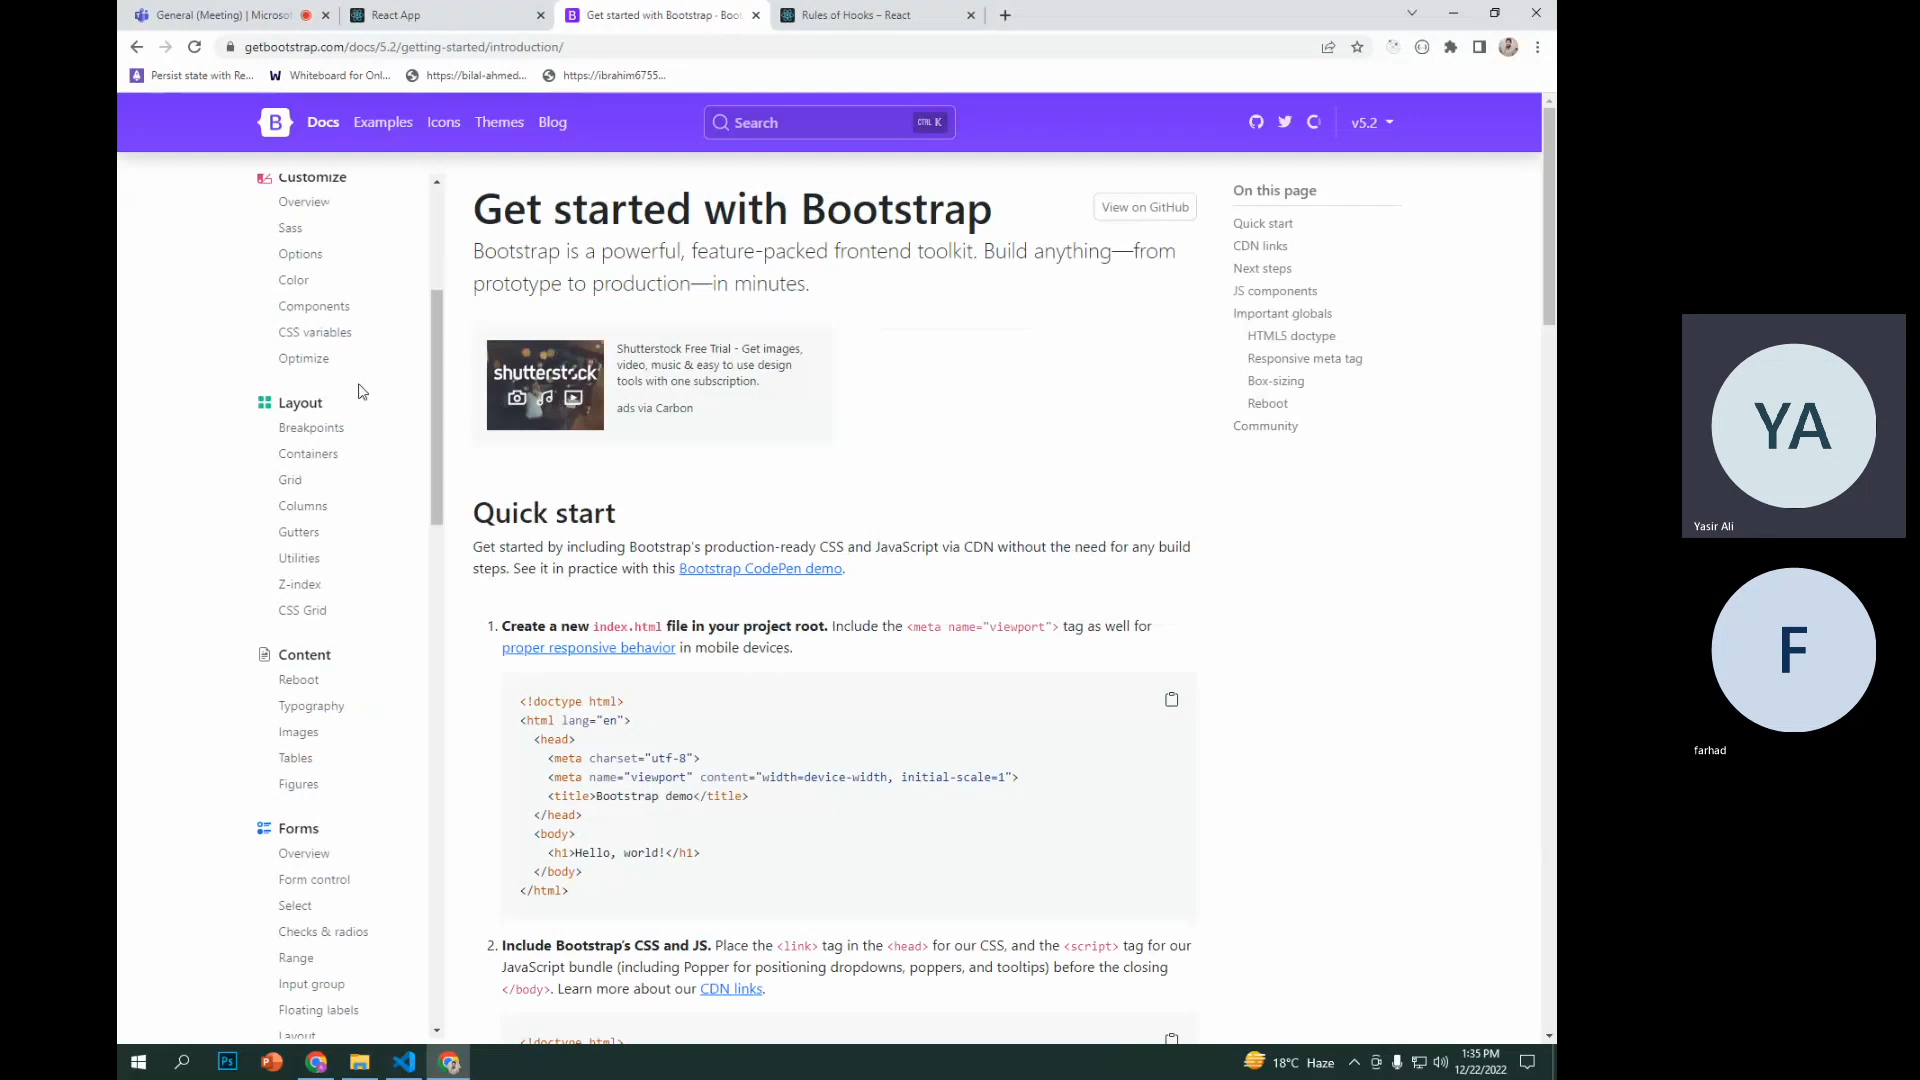 General (Meeting) | Microso
React App
Get started with Bootstrap · Boot
Rules of Hooks – React
getbootstrap.com/docs/5.2/getting-started/introduction/
Persist state with Re...
W Whiteboard for Onl...
https://bilal-ahmed...
https://ibrahim6755...
B Docs Examples Icons Themes Blog
Search CTRL K
v5.2
Customize
Overview
Sass
Options
Color
Components
CSS variables
Optimize
Layout
Breakpoints
Containers
Grid
Columns
Gutters
Utilities
Z-index
CSS Grid
Content
Reboot
Typography
Images
Tables
Figures
Forms
Overview
Form control
Select
Checks & radios
Range
Input group
Floating labels
Layout
Get started with Bootstrap
View on GitHub
Bootstrap is a powerful, feature-packed frontend toolkit. Build anything—from
prototype to production—in minutes.
shutterstock
Shutterstock Free Trial - Get images,
video, music & easy to use design
tools with one subscription.
ads via Carbon
Quick start
Get started by including Bootstrap's production-ready CSS and JavaScript via CDN without the need for any build
steps. See it in practice with this Bootstrap CodePen demo.
1. Create a new index.html file in your project root. Include the <meta name="viewport"> tag as well for
proper responsive behavior in mobile devices.
<!doctype html>
<html lang="en">
<head>
<meta charset="utf-8">
<meta name="viewport" content="width=device-width, initial-scale=1">
<title>Bootstrap demo</title>
</head>
<body>
<h1>Hello, world!</h1>
</body>
</html>
2. Include Bootstrap's CSS and JS. Place the <link> tag in the <head> for our CSS, and the <script> tag for our
JavaScript bundle (including Popper for positioning dropdowns, poppers, and tooltips) before the closing
</body>. Learn more about our CDN links.
<!doctype html>
On this page
Quick start
CDN links
Next steps
JS components
Important globals
HTML5 doctype
Responsive meta tag
Box-sizing
Reboot
Community
YA
Yasir Ali
F
farhad
Ps
18°C Haze
1:35 PM
12/22/2022